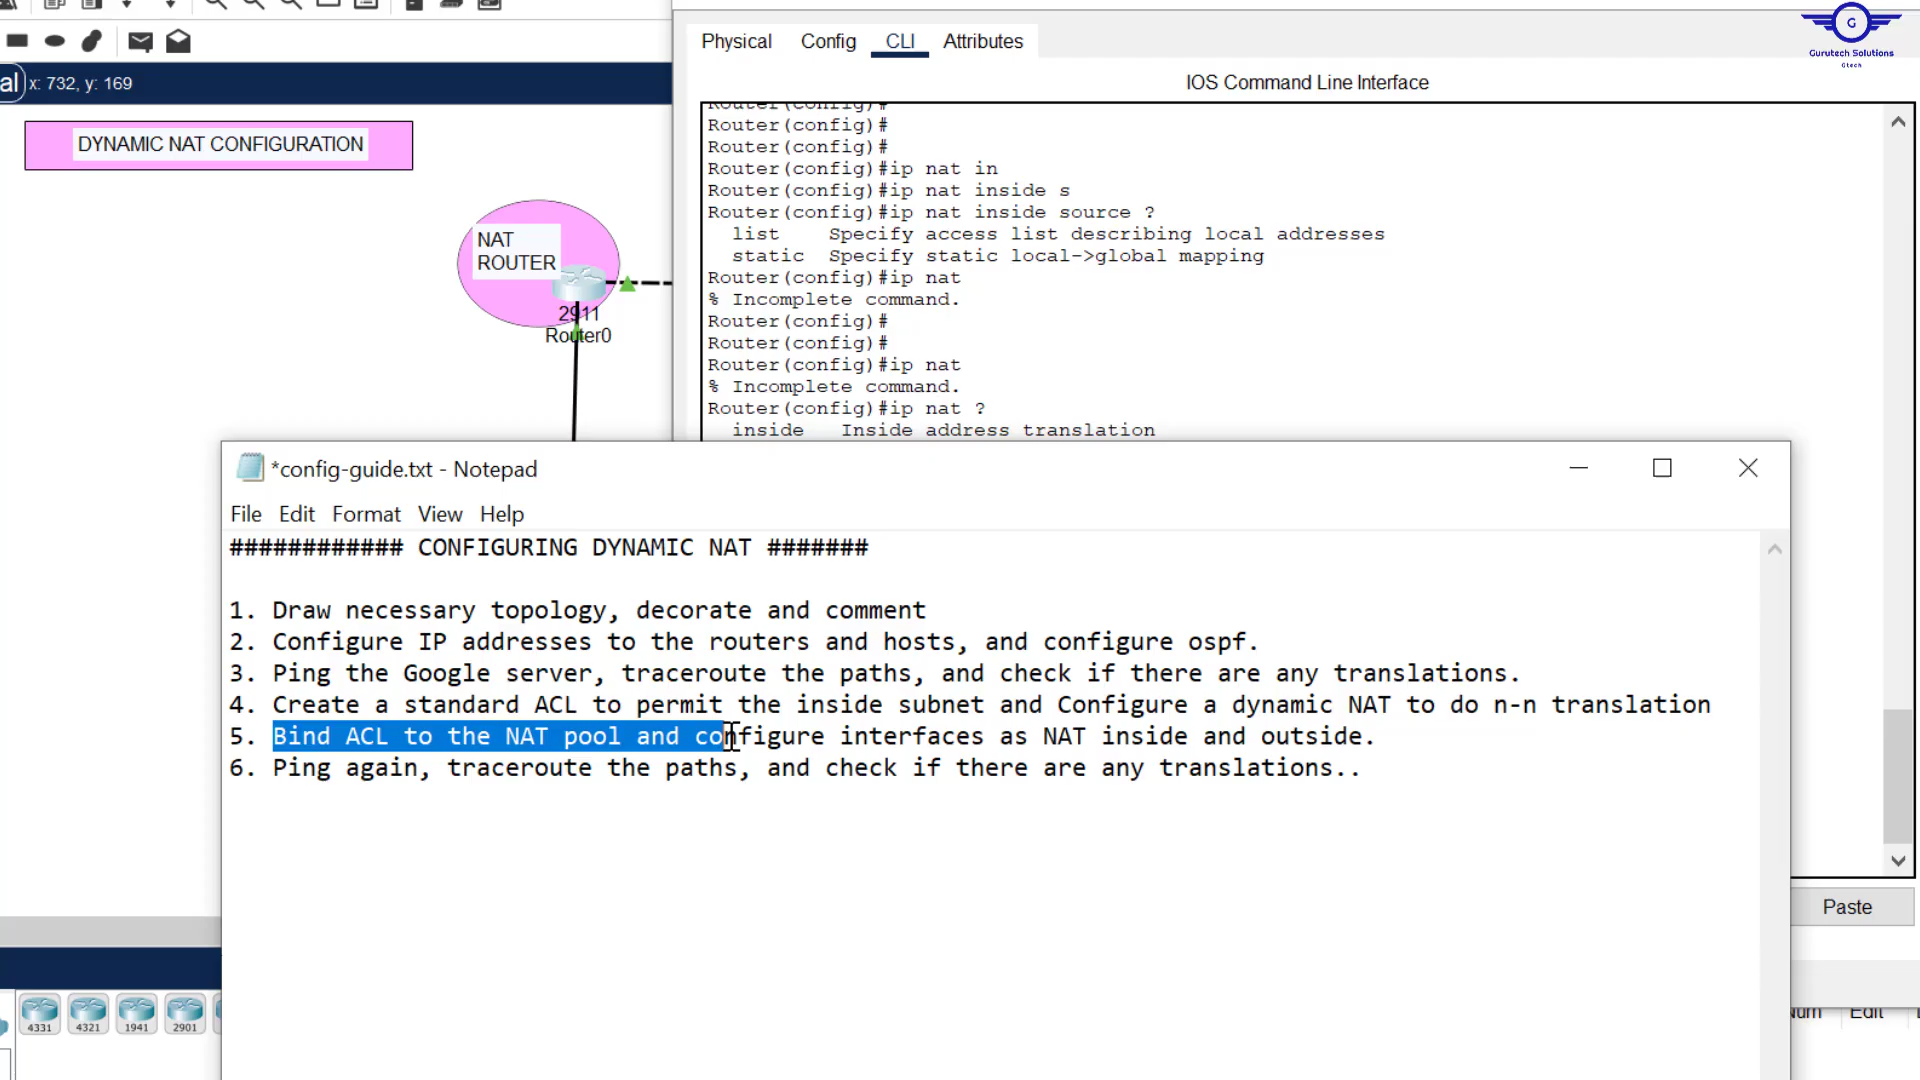 Physical Config CLI Attributes
G
Gurutech Solutions
Gtech
al x: 732, y: 169
IOS Command Line Interface
DYNAMIC NAT CONFIGURATION
NAT
ROUTER
2911
Router0
Router(config)#
Router(config)#
Router(config)#
Router(config)#ip nat in
Router(config)#ip nat inside s
Router(config)#ip nat inside source ?
list Specify access list describing local addresses
static Specify static local->global mapping
Router(config)#ip nat
% Incomplete command.
Router(config)#
Router(config)#
Router(config)#ip nat
% Incomplete command.
Router(config)#ip nat ?
inside Inside address translation
*config-guide.txt - Notepad
File Edit Format View Help
############ CONFIGURING DYNAMIC NAT #######
1. Draw necessary topology, decorate and comment
2. Configure IP addresses to the routers and hosts, and configure ospf.
3. Ping the Google server, traceroute the paths, and check if there are any translations.
4. Create a standard ACL to permit the inside subnet and Configure a dynamic NAT to do n-n translation
5. Bind ACL to the NAT pool and configure interfaces as NAT inside and outside.
6. Ping again, traceroute the paths, and check if there are any translations..
Paste
4331 4321 1941 2901
Num Edit